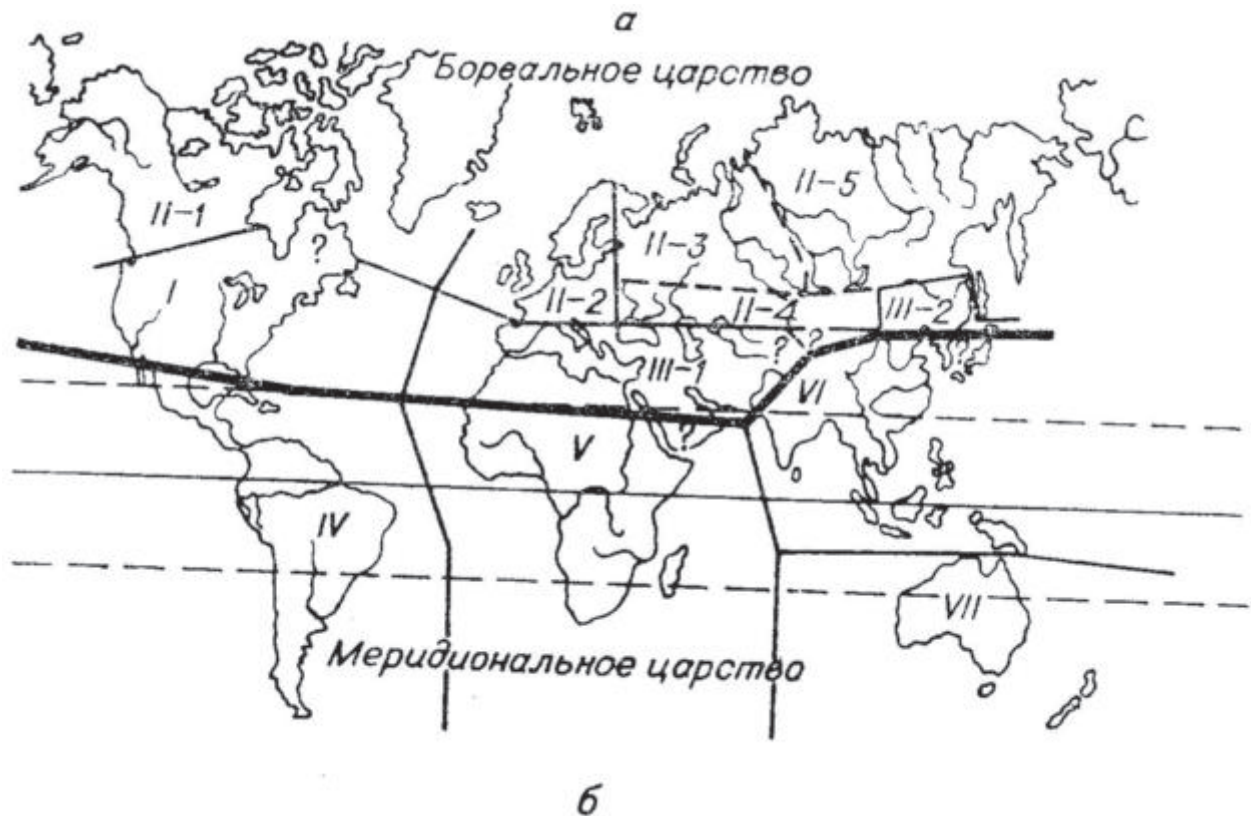 а
Бореальное царство
II-5
II-1
?
II-3
I
II-2
II-4
III-2
?
?
?
III-1
VI
?
V
IV
VII
Меридиональное царство
б